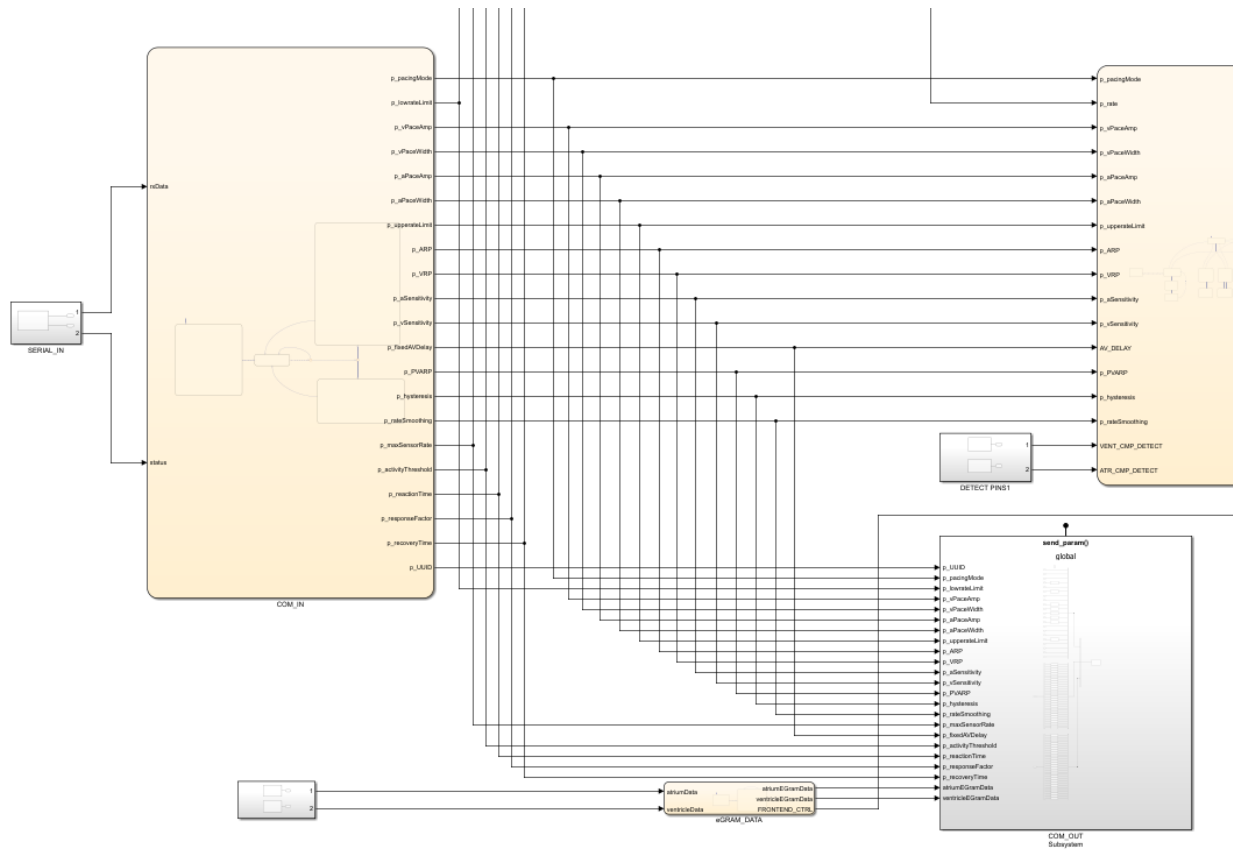 p_pacingMode
p_lowrateLimit
p_vPaceAmp
p_vPaceWidth
p_aPaceAmp
p_aPaceWidth
p_upperateLimit
p_ARP
p_VRP
p_aSensitivity
p_vSensitivity
p_fixedAVDelay
p_PVARP
p_hysteresis
p_rateSmoothing
p_maxSensorRate
p_activityThreshold
p_reactionTime
p_responseFactor
p_recoveryTime
p_UUID
rxData
status
COM_IN
1
2
SERIAL_IN
p_pacingMode
p_rate
p_vPaceAmp
p_vPaceWidth
p_aPaceAmp
p_aPaceWidth
p_upperateLimit
p_ARP
p_VRP
p_aSensitivity
p_vSensitivity
AV_DELAY
p_PVARP
p_hysteresis
p_rateSmoothing
VENT_CMP_DETECT
ATR_CMP_DETECT
1
2
DETECT PINS1
send_param()
global
p_UUID
p_pacingMode
p_lowrateLimit
p_vPaceAmp
p_vPaceWidth
p_aPaceAmp
p_aPaceWidth
p_upperateLimit
p_ARP
p_VRP
p_aSensitivity
p_vSensitivity
p_PVARP
p_hysteresis
p_rateSmoothing
p_maxSensorRate
p_fixedAVDelay
p_activityThreshold
p_reactionTime
p_responseFactor
p_recoveryTime
atriumEGramData
ventricleEGramData
COM_OUT
Subsystem
1
2
atriumData
ventricleData
atriumEGramData
ventricleEGramData
FRONTEND_CTRL
eGRAM_DATA